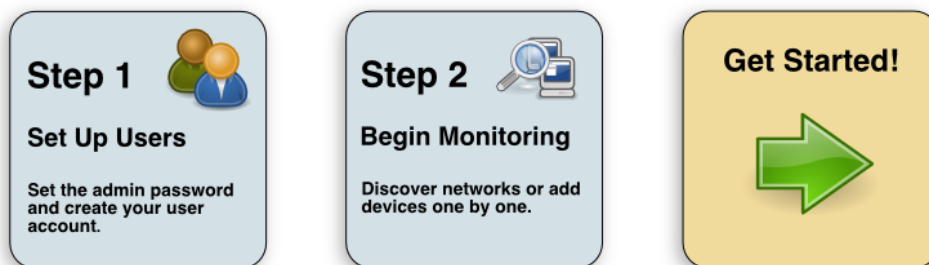 Step 1
Set Up Users
Set the admin password
and create your user
account.
Step 2
Begin Monitoring
Discover networks or add
devices one by one.
Get Started!